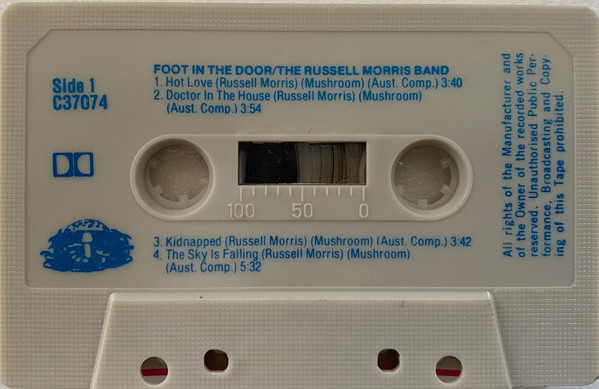 FOOT IN THE DOOR/THE RUSSELL MORRIS BAND
Side 1
C37074
1. Hot Love (Russell Morris) (Mushroom) (Aust. Comp.) 3:40
2. Doctor In The House (Russell Morris) (Mushroom)
(Aust. Comp.) 3:54
100 50 0
3. Kidnapped (Russell Morris) (Mushroom) (Aust. Comp.) 3:42
4. The Sky Is Falling (Russell Morris) (Mushroom)
(Aust. Comp.) 5:32
All rights of the Manufacturer and
of the Owner of the recorded works
reserved. Unauthorised Public Per-
formance, Broadcasting and Copy-
ing of this Tape prohibited.